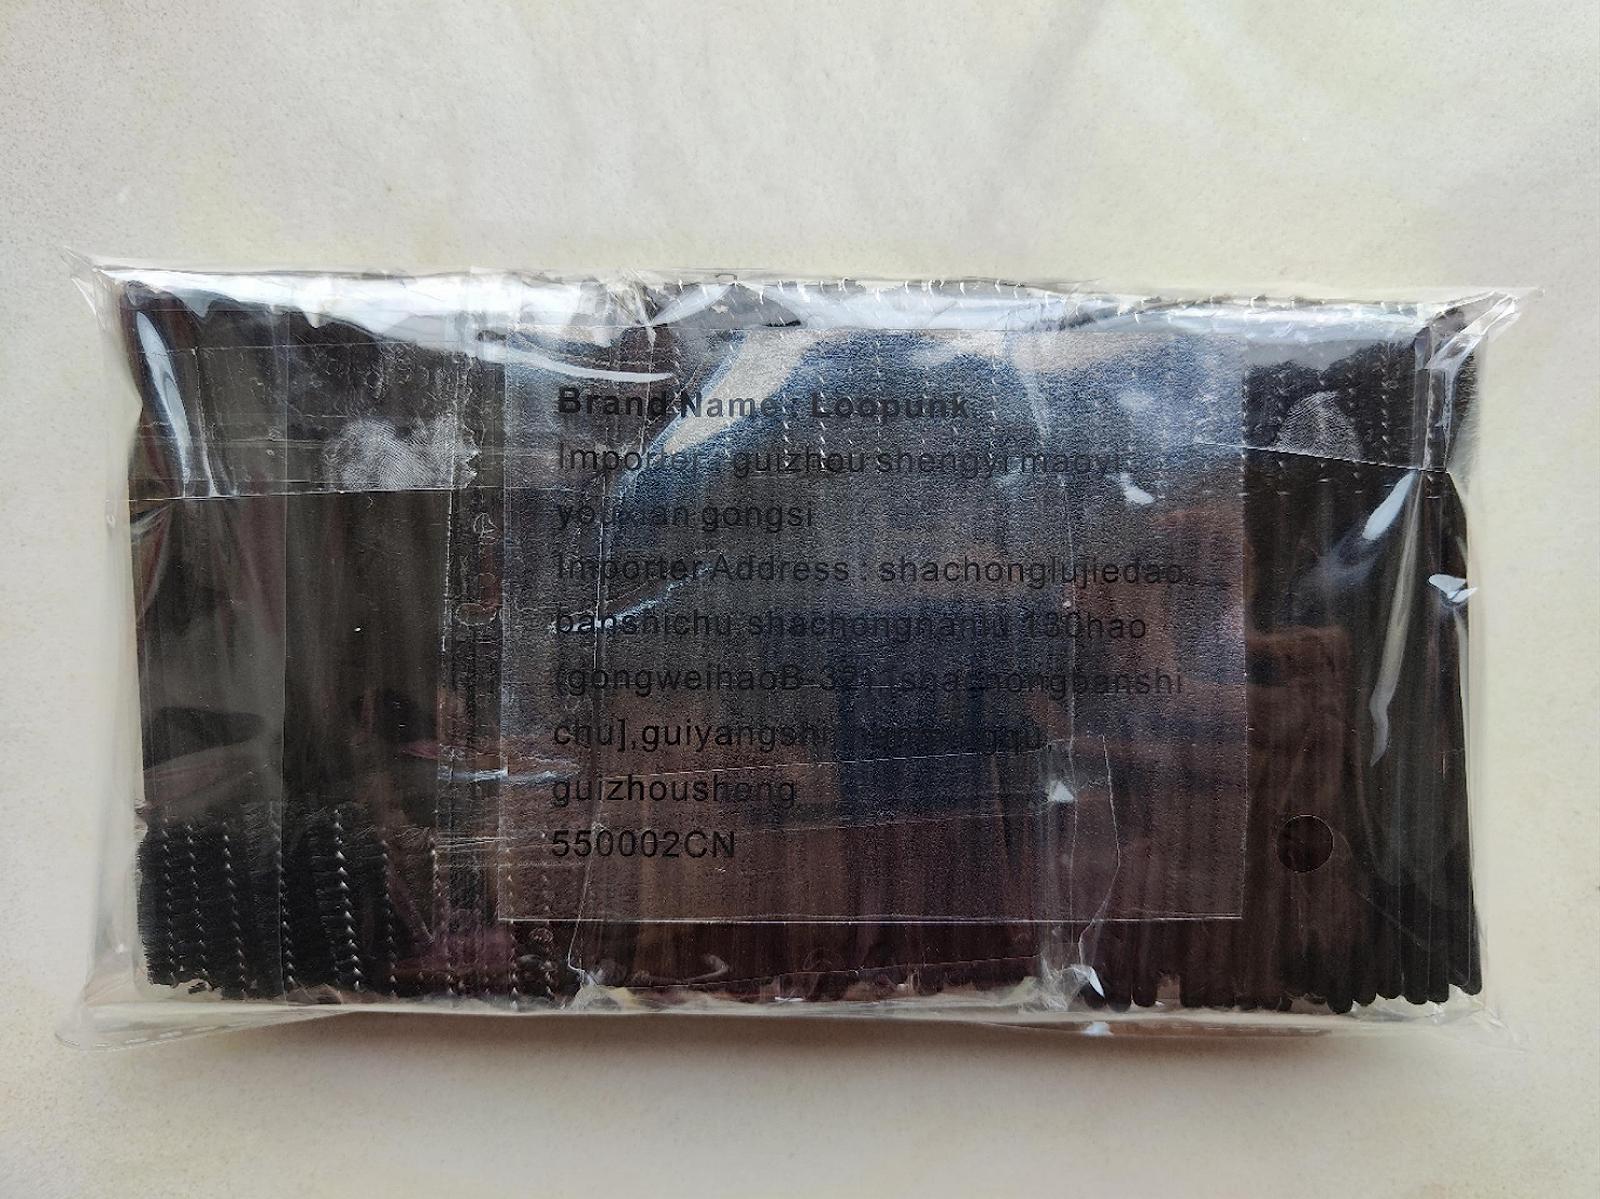 Brand Name : Loopunk
Importer : guizhou shengyi maoyi
youxian gongsi
Importer Address : shachonglujiedao
banshichu shachongnanlu 130hao
chu],guiyangshi
guizhousheng
550002CN